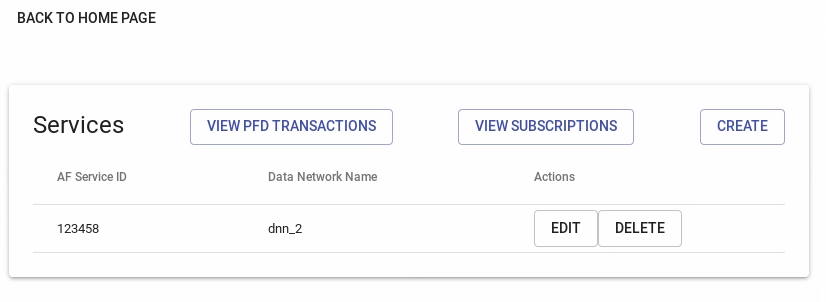 BACK TO HOME PAGE
Services VIEW PFD TRANSACTIONS VIEW SUBSCRIPTIONS CREATE
AF Service ID Data Network Name Actions
123458 dnn_2 EDIT DELETE